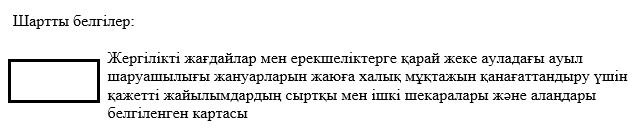 Шартты белгілер:
Жергілікті жағдайлар мен ерекшеліктерге қарай жеке ауладағы ауыл
шаруашылығы жануарларын жаюға халық мұқтажын қанағаттандыру үшін
қажетті жайылымдардың сыртқы мен ішкі шекаралары және алаңдары
белгіленген картасы